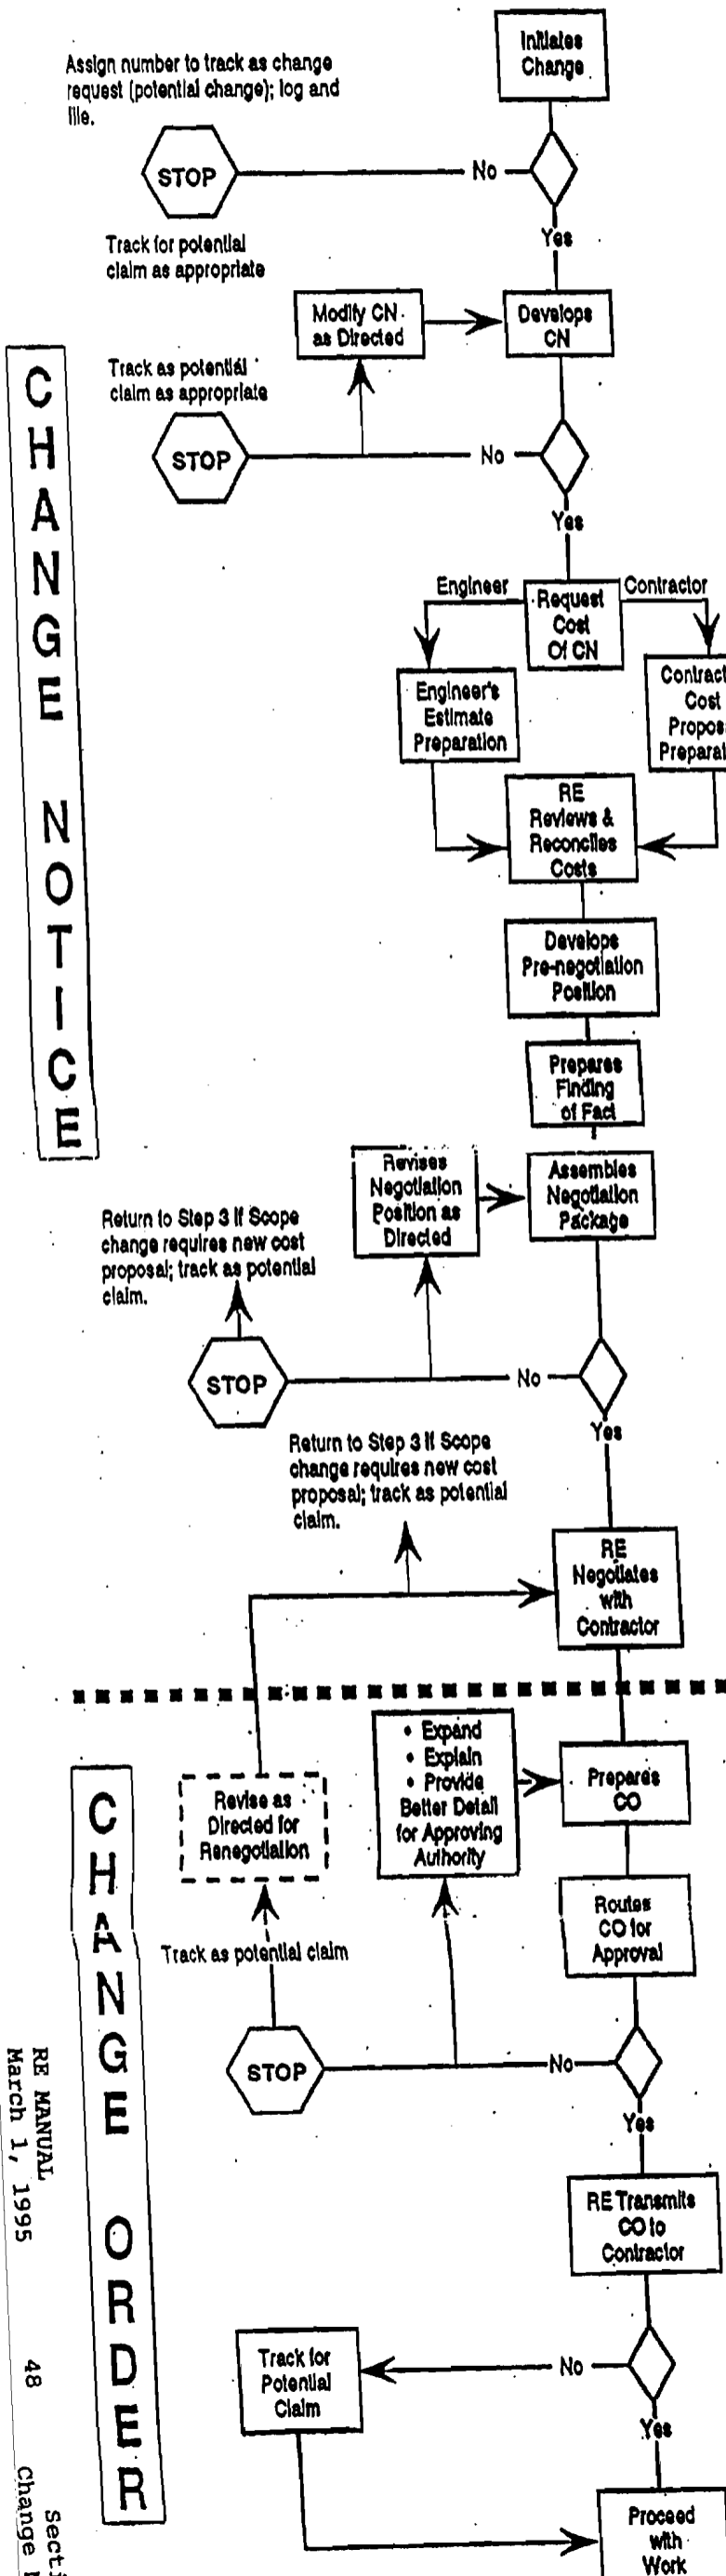 Initiates
Change
Assign number to track as change
request (potential change); log and
file.
STOP
No
Yes
Track for potential
claim as appropriate
Modify CN
as Directed
Develops
CN
Track as potential
claim as appropriate
STOP
No
Yes
Engineer
Request
Cost
Of CN
Contractor
Engineer's
Estimate
Preparation
Cost
RE
Reviews &
Reconciles
Costs
Develops
Pre-negotiation
Position
Prepares
Finding
of Fact
Revises
Negotiation
Position as
Directed
Assembles
Negotiation
Package
Return to Step 3 if Scope
change requires new cost
proposal; track as potential
claim.
STOP
No
Yes
Return to Step 3 if Scope
change requires new cost
proposal; track as potential
claim.
RE
Negotiates
with
Contractor
CHANGE NOTICE
• Expand
• Explain
• Provide
Better Detail
for Approving
Authority
Prepares
CO
Revise as
Directed for
Renegotiation
Routes
CO for
Approval
Track as potential claim
STOP
No
Yes
RE Transmits
CO to
Contractor
Track for
Potential
Claim
No
Yes
Proceed
with
Work
CHANGE ORDER
RE MANUAL
March 1, 1995
48
Change